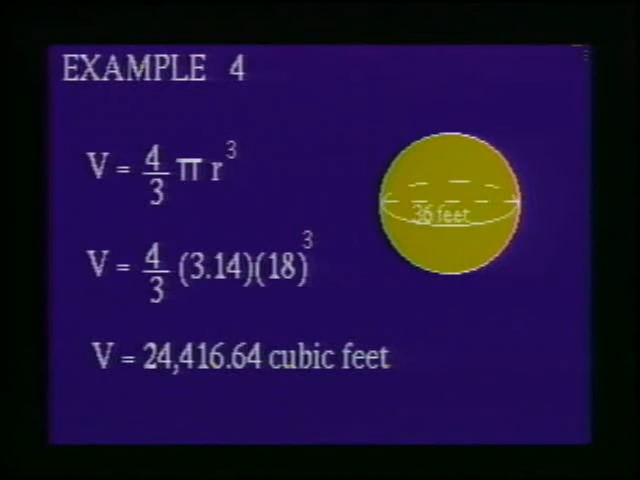 EXAMPLE 4
V = 4/3 π r³
36 feet
V = 4/3 (3.14)(18)³
V = 24,416.64 cubic feet